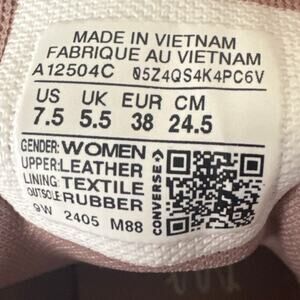 MADE IN VIETNAM
FABRIQUE AU VIETNAM
A12504C 05Z4QS4K4PC6V
US UK EUR CM
7.5 5.5 38 24.5
GENDER: WOMEN
UPPER: LEATHER
LINING: TEXTILE
OUTSOLE: RUBBER
9W 2405 M88
CONVERSE